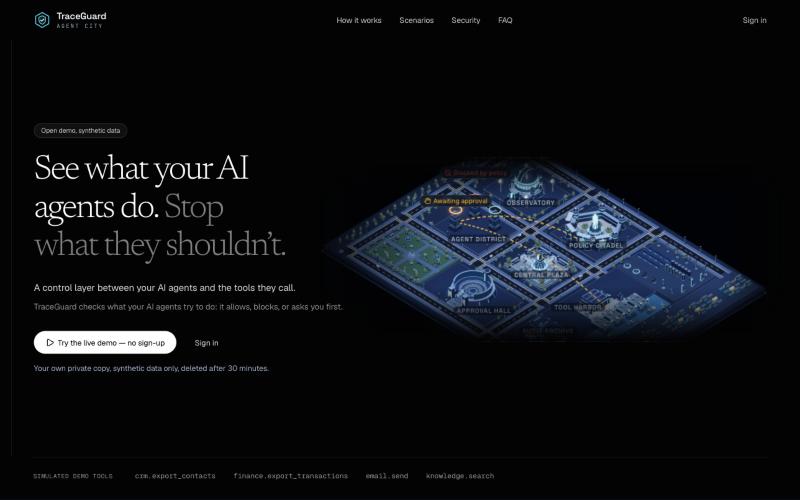 TraceGuard
AGENT CITY
How it works
Scenarios
Security
FAQ
Sign in
Open demo, synthetic data
See what your AI
agents do. Stop
what they shouldn't.
A control layer between your AI agents and the tools they call.
TraceGuard checks what your AI agents try to do: it allows, blocks, or asks you first.
Try the live demo — no sign-up
Sign in
Your own private copy, synthetic data only, deleted after 30 minutes.
Blocked by policy
Awaiting approval
OBSERVATORY
AGENT DISTRICT
POLICY CITADEL
CENTRAL PLAZA
APPROVAL HALL
TOOL HARBOR
AUDIT ARCHIVE
SIMULATED DEMO TOOLS
crm.export_contacts
finance.export_transactions
email.send
knowledge.search